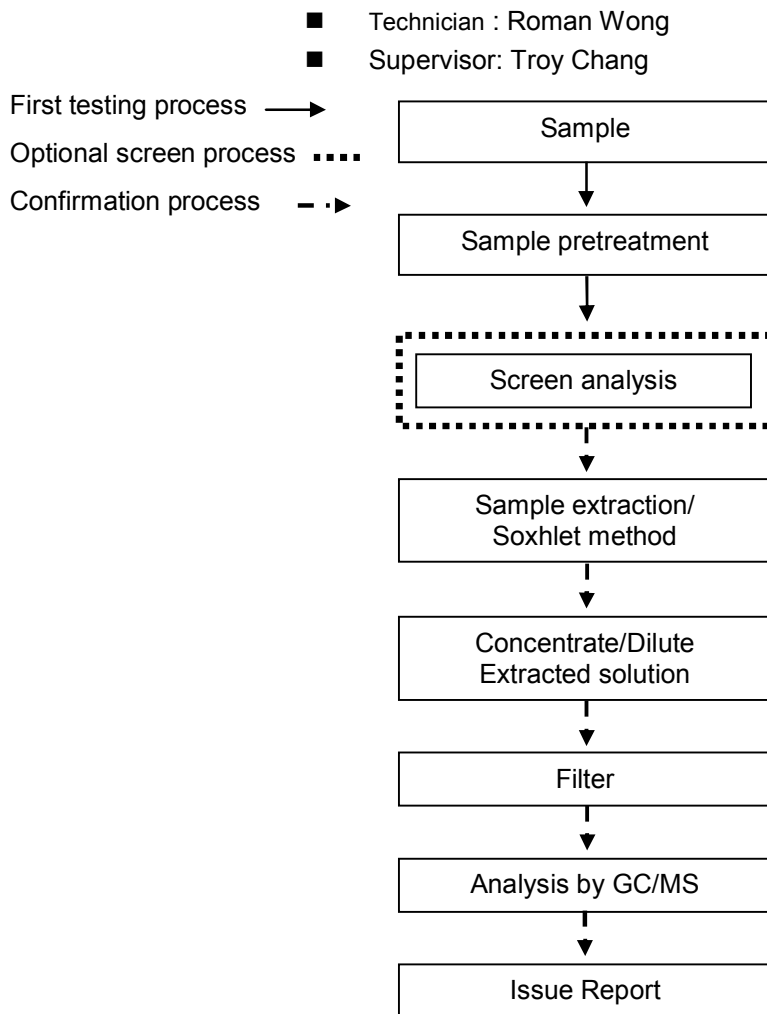 Technician : Roman Wong
Supervisor: Troy Chang
First testing process
Optional screen process
Confirmation process
Sample
Sample pretreatment
Screen analysis
Sample extraction/
Soxhlet method
Concentrate/Dilute
Extracted solution
Filter
Analysis by GC/MS
Issue Report